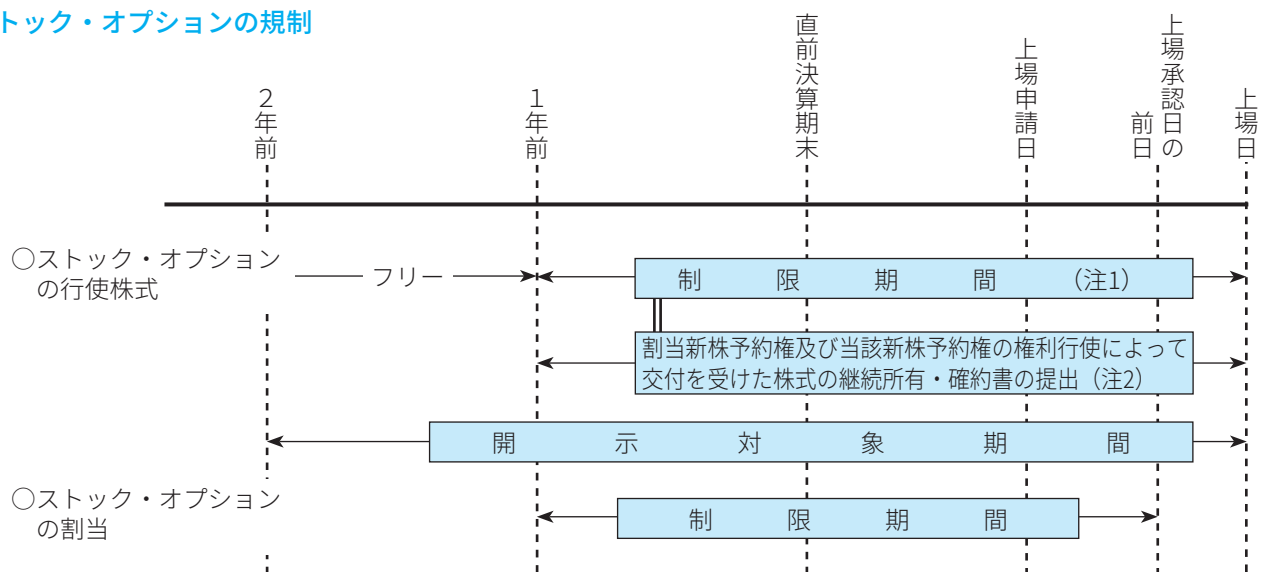 トック・オプションの規制
2年前
1年前
直前決算期末
上場申請日
上場承認日の
前日
上場日
○ストック・オプション
の行使株式
フリー
制限期間（注1）
割当新株予約権及び当該新株予約権の権利行使によって
交付を受けた株式の継続所有・確約書の提出（注2）
開示対象期間
○ストック・オプション
の割当
制限期間